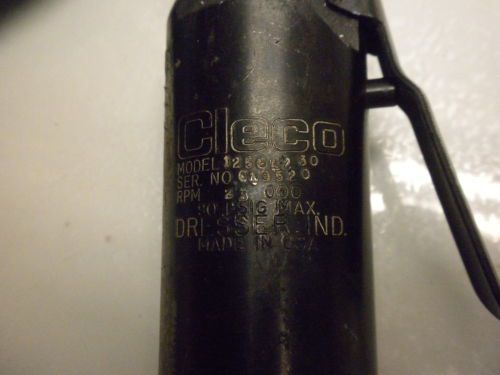 Cleco
MODEL
SER. NO
RPM 25 000
90 PSIG MAX.
DRESSER IND.
MADE IN USA